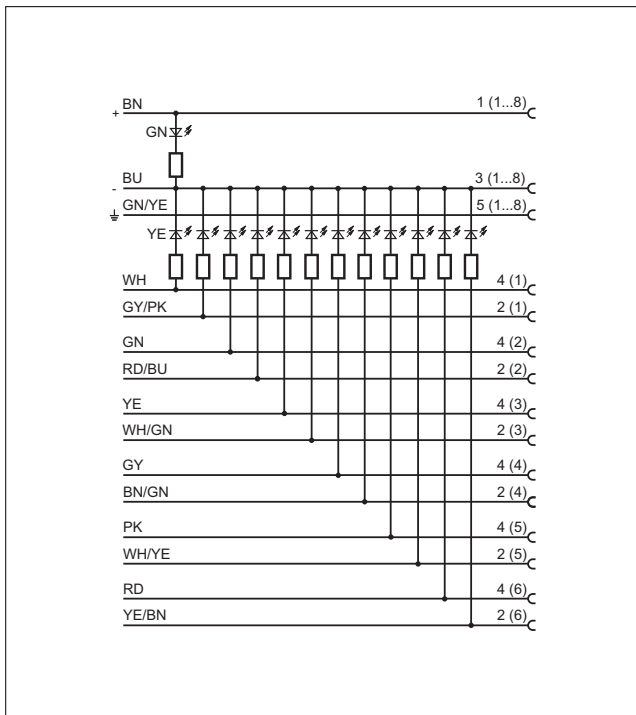 BN 1 (1...8)
+
GN
BU 3 (1...8)
-
GN/YE 5 (1...8)
YE
WH 4 (1)
GY/PK 2 (1)
GN 4 (2)
RD/BU 2 (2)
YE 4 (3)
WH/GN 2 (3)
GY 4 (4)
BN/GN 2 (4)
PK 4 (5)
WH/YE 2 (5)
RD 4 (6)
YE/BN 2 (6)